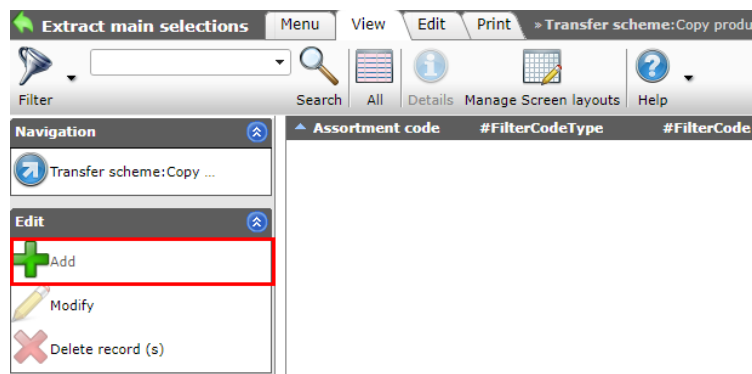 Extract main selections Menu View Edit Print » Transfer scheme:Copy produ
Filter Search All Details Manage Screen layouts Help
Navigation Assortment code #FilterCodeType #FilterCode
Transfer scheme:Copy ...
Edit
Add
Modify
Delete record (s)